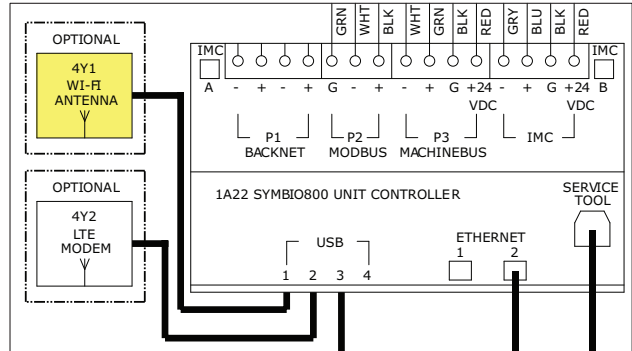 OPTIONAL
4Y1
WI-FI
ANTENNA
OPTIONAL
4Y2
LTE
MODEM
GRN WHT BLK WHT GRN BLK RED GRY BLU BLK RED
IMC IMC
A - + - + G - + - + G +24 - + G +24 B
VDC VDC
P1 P2 P3 IMC
BACKNET MODBUS MACHINEBUS
1A22 SYMBIO800 UNIT CONTROLLER
SERVICE
TOOL
USB
1 2 3 4
ETHERNET
1 2